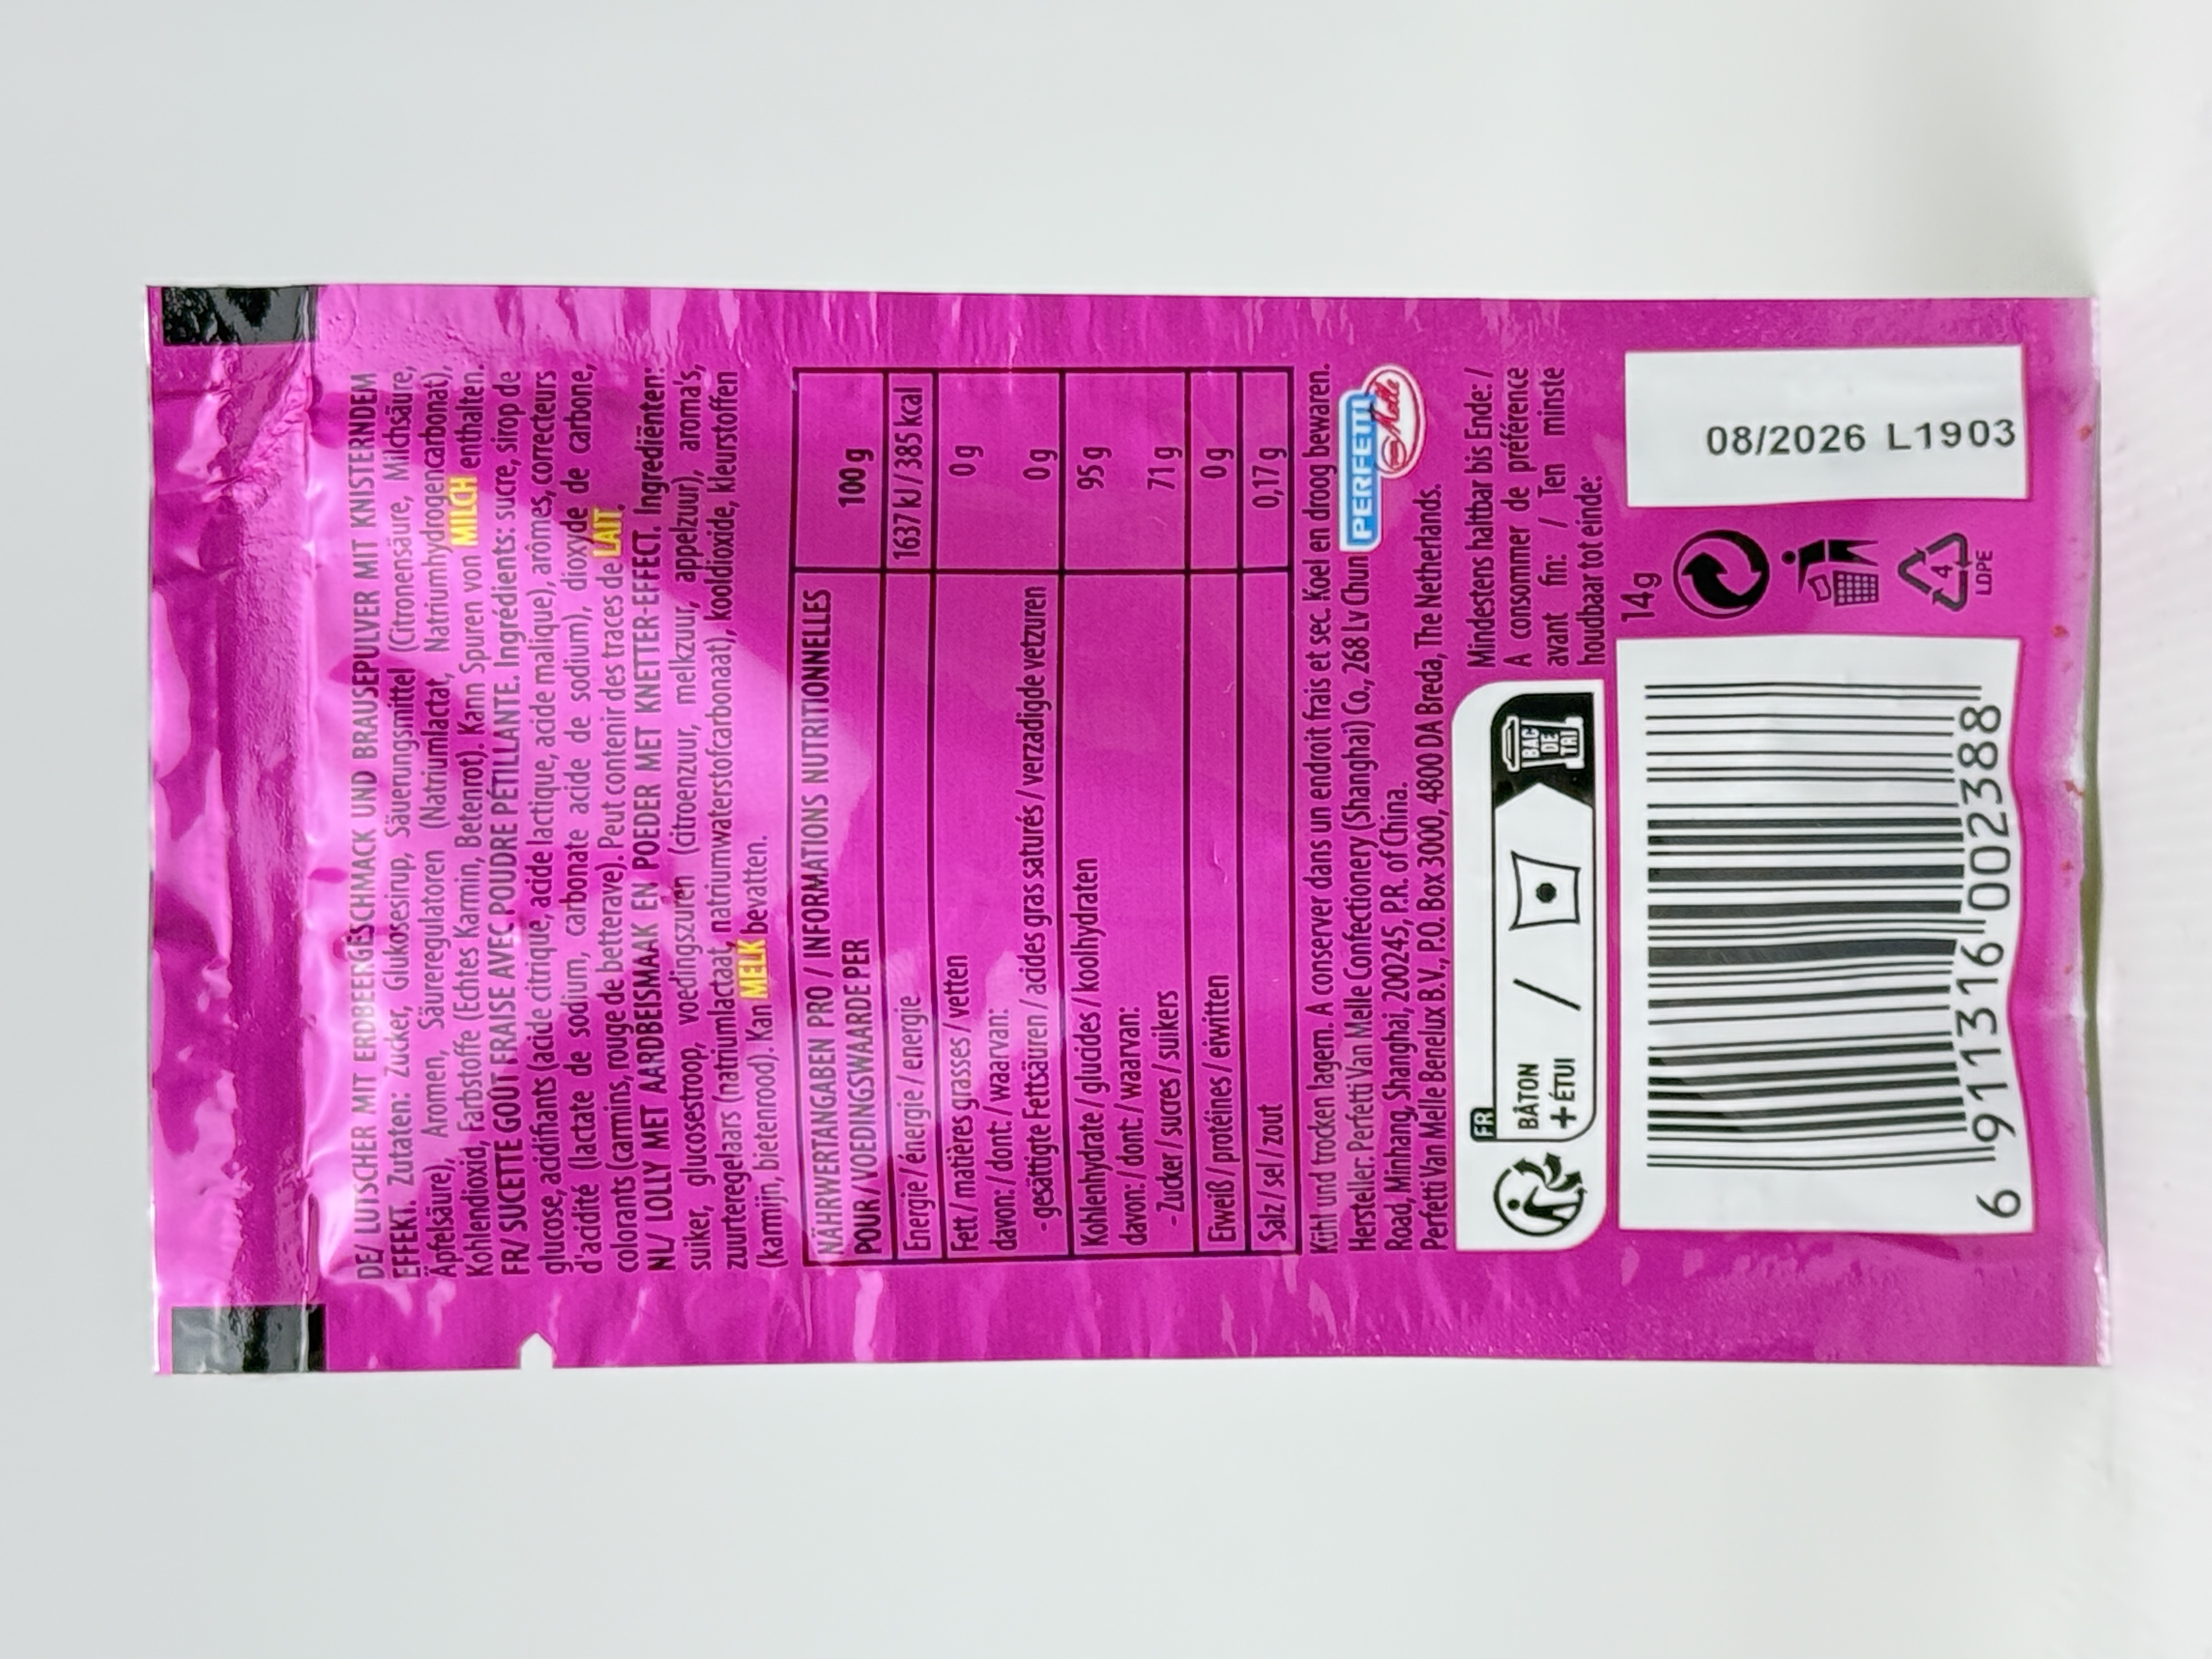 DE/ LUTSCHER MIT ERDBEERGESCHMACK UND BRAUSEPULVER MIT KNISTERNDEM
EFFEKT. Zutaten: Zucker, Glukosesirup, Säuerungsmittel (Citronensäure, Milchsäure,
Äpfelsäure), Aromen, Säureregulatoren (Natriumlactat, Natriumhydrogencarbonat),
Kohlendioxid, Farbstoffe (Echtes Karmin, Betenrot). Kann Spuren von MILCH enthalten.
FR/ SUCETTE GOÛT FRAISE AVEC POUDRE PÉTILLANTE. Ingrédients: sucre, sirop de
glucose, acidifiants (acide citrique, acide lactique, acide malique), arômes, correcteurs
d'acidité (lactate de sodium, carbonate acide de sodium), dioxyde de carbone,
colorants (carmins, rouge de betterave). Peut contenir des traces de LAIT.
NL/ LOLLY MET AARDBEISMAAK EN POEDER MET KNETTER-EFFECT. Ingrediënten:
suiker, glucosestroop, voedingszuren (citroenzuur, melkzuur, appelzuur), aroma's,
zuurteregelaars (natriumlactaat, natriumwaterstofcarbonaat), kooldioxide, kleurstoffen
(karmijn, bietenrood). Kan MELK bevatten.
NÄHRWERTANGABEN PRO / INFORMATIONS NUTRITIONNELLES
POUR / VOEDINGSWAARDE PER 100 g
Energie / énergie / energie 1637 kJ / 385 kcal
Fett / matières grasses / vetten 0 g
davon: / dont: / waarvan:
-gesättigte Fettsäuren / acides gras saturés / verzadigde vetzuren 0 g
Kohlenhydrate / glucides / koolhydraten 95 g
davon: / dont: / waarvan:
-Zucker / sucres / suikers 71 g
Eiweiß / protéines / eiwitten 0 g
Salz / sel / zout 0,17 g
Kühl und trocken lagern. A conserver dans un endroit frais et sec. Koel en droog bewaren.
Hersteller: Perfetti Van Melle Confectionery (Shanghai) Co., 268 Lv Chun
Road, Minhang, Shanghai, 200245, P.R. of China.
Perfetti Van Melle Benelux B.V., P.O. Box 3000, 4800 DA Breda, The Netherlands.
PERFETTI
Melle
FR
BÂTON
+ ÉTUI
/
BAC
DE
TRI
Mindestens haltbar bis Ende: /
A consommer de préférence
avant fin: / Ten minste
houdbaar tot einde:
14g
4
LDPE
08/2026 L1903
6 911316 002388